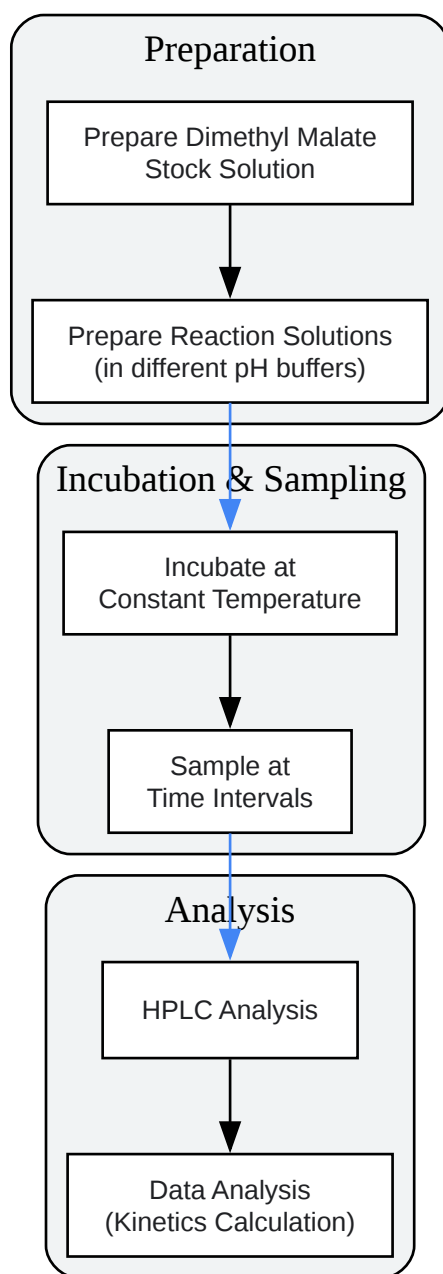 Preparation
Prepare Dimethyl Malate
Stock Solution
Prepare Reaction Solutions
(in different pH buffers)
Incubation & Sampling
Incubate at
Constant Temperature
Sample at
Time Intervals
Analysis
HPLC Analysis
Data Analysis
(Kinetics Calculation)